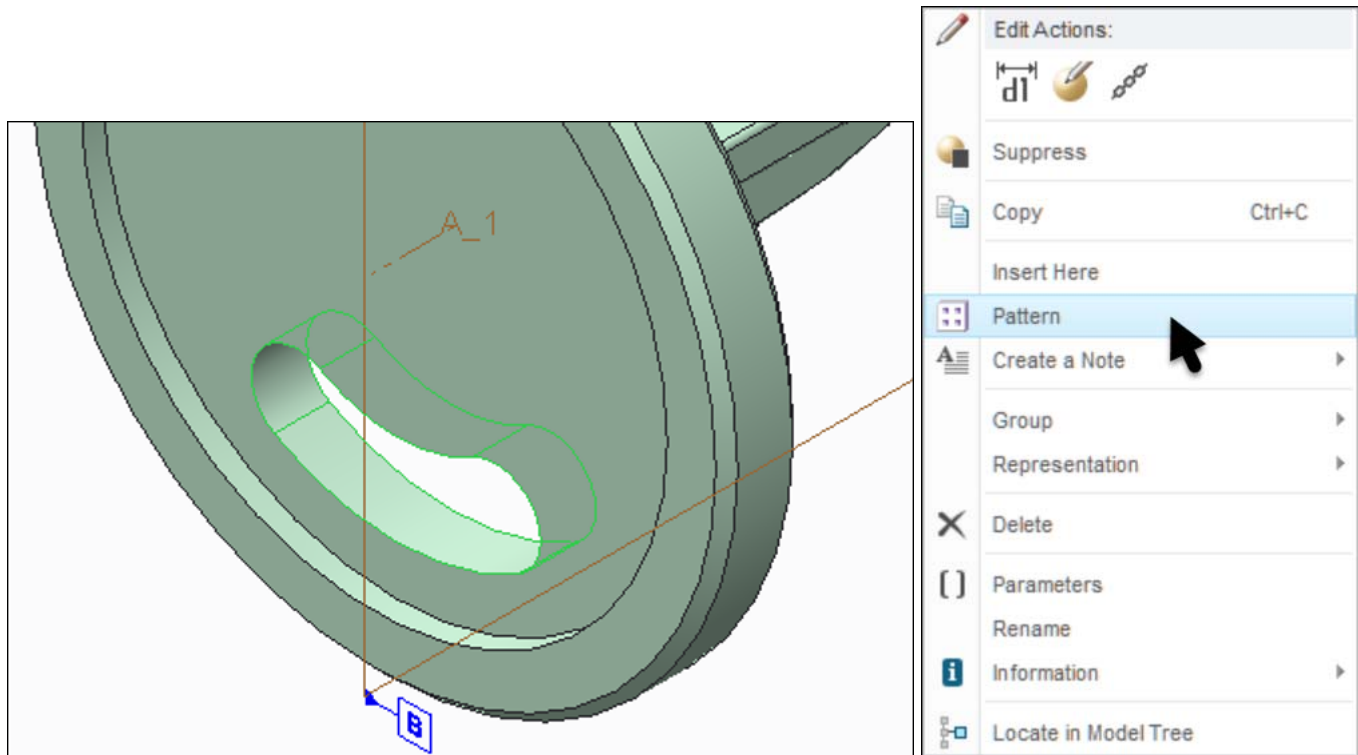 A_1
B
Edit Actions:
d1
Suppress
Copy Ctrl+C
Insert Here
Pattern
Create a Note
Group
Representation
Delete
Parameters
Rename
Information
Locate in Model Tree